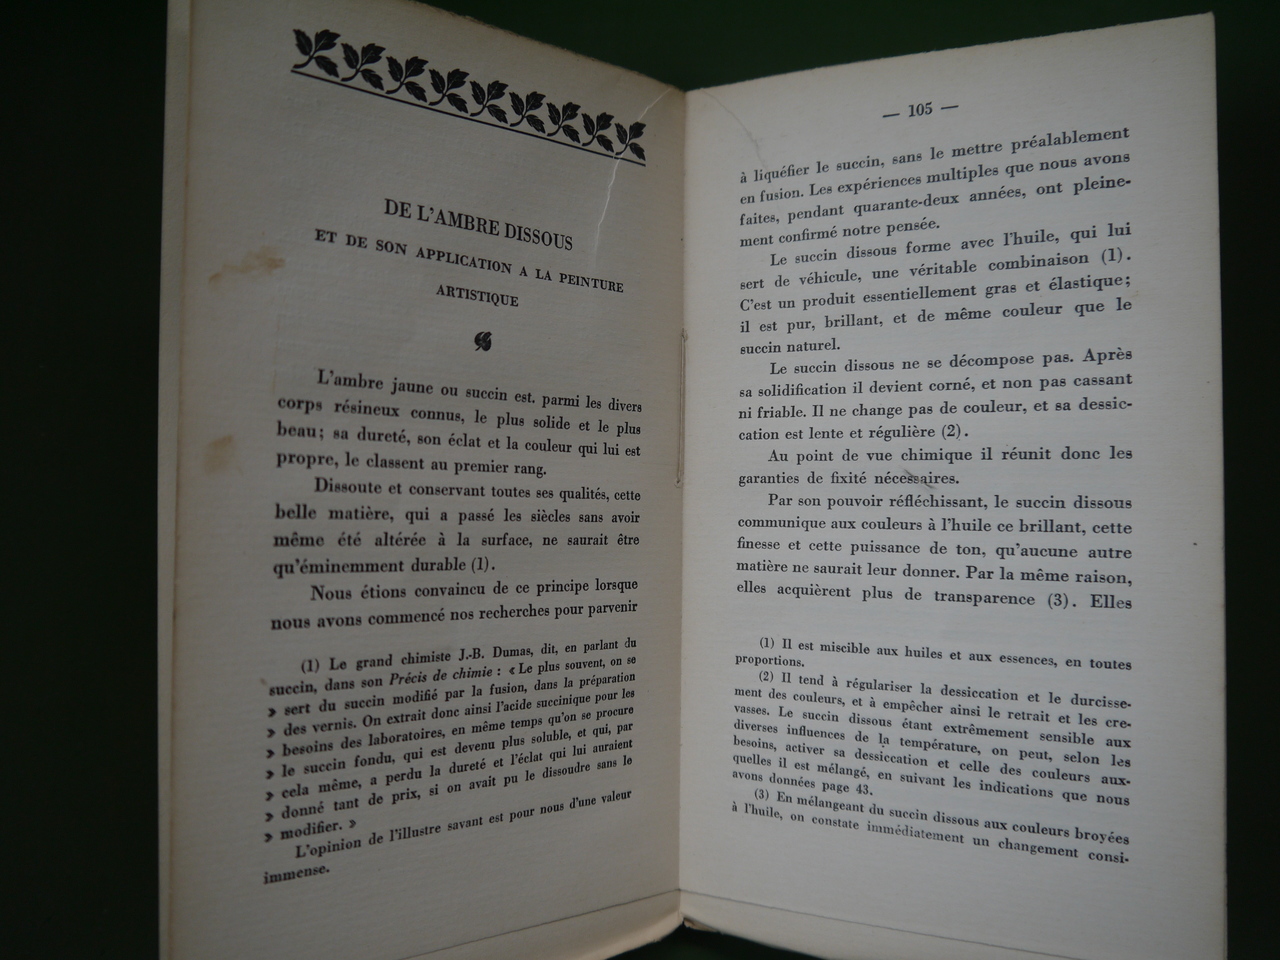 DE L'AMBRE DISSOUS
ET DE SON APPLICATION A LA PEINTURE
ARTISTIQUE
L'ambre jaune ou succin est. parmi les divers
corps résineux connus, le plus solide et le plus
beau; sa dureté, son éclat et la couleur qui lui est
propre, le classent au premier rang.
Dissoute et conservant toutes ses qualités, cette
belle matière, qui a passé les siècles sans avoir
même été altérée à la surface, ne saurait être
qu'éminemment durable (1).
Nous étions convaincu de ce principe lorsque
nous avons commencé nos recherches pour parvenir
(1) Le grand chimiste J.-B. Dumas, dit, en parlant du
succin, dans son Précis de chimie : « Le plus souvent, on se
» sert du succin modifié par la fusion, dans la préparation
» des vernis. On extrait donc ainsi l'acide succinique pour les
» besoins des laboratoires, en même temps qu'on se procure
» le succin fondu, qui est devenu plus soluble, et qui, par
» cela même, a perdu la dureté et l'éclat qui lui auraient
» donné tant de prix, si on avait pu le dissoudre sans le
» modifier. »
L'opinion de l'illustre savant est pour nous d'une valeur
immense.
— 105 —
à liquéfier le succin, sans le mettre préalablement
en fusion. Les expériences multiples que nous avons
faites, pendant quarante-deux années, ont pleine-
ment confirmé notre pensée.
Le succin dissous forme avec l'huile, qui lui
sert de véhicule, une véritable combinaison (1).
C'est un produit essentiellement gras et élastique;
il est pur, brillant, et de même couleur que le
succin naturel.
Le succin dissous ne se décompose pas. Après
sa solidification il devient corné, et non pas cassant
ni friable. Il ne change pas de couleur, et sa dessic-
cation est lente et régulière (2).
Au point de vue chimique il réunit donc les
garanties de fixité nécessaires.
Par son pouvoir réfléchissant, le succin dissous
communique aux couleurs à l'huile ce brillant, cette
finesse et cette puissance de ton, qu'aucune autre
matière ne saurait leur donner. Par la même raison,
elles acquièrent plus de transparence (3). Elles
(1) Il est miscible aux huiles et aux essences, en toutes
proportions.
(2) Il tend à régulariser la dessiccation et le durcisse-
ment des couleurs, et à empêcher ainsi le retrait et les cre-
vasses. Le succin dissous étant extrêmement sensible aux
diverses influences de la température, on peut, selon les
besoins, activer sa dessiccation et celle des couleurs aux-
quelles il est mélangé, en suivant les indications que nous
avons données page 43.
(3) En mélangeant du succin dissous aux couleurs broyées
à l'huile, on constate immédiatement un changement consi-